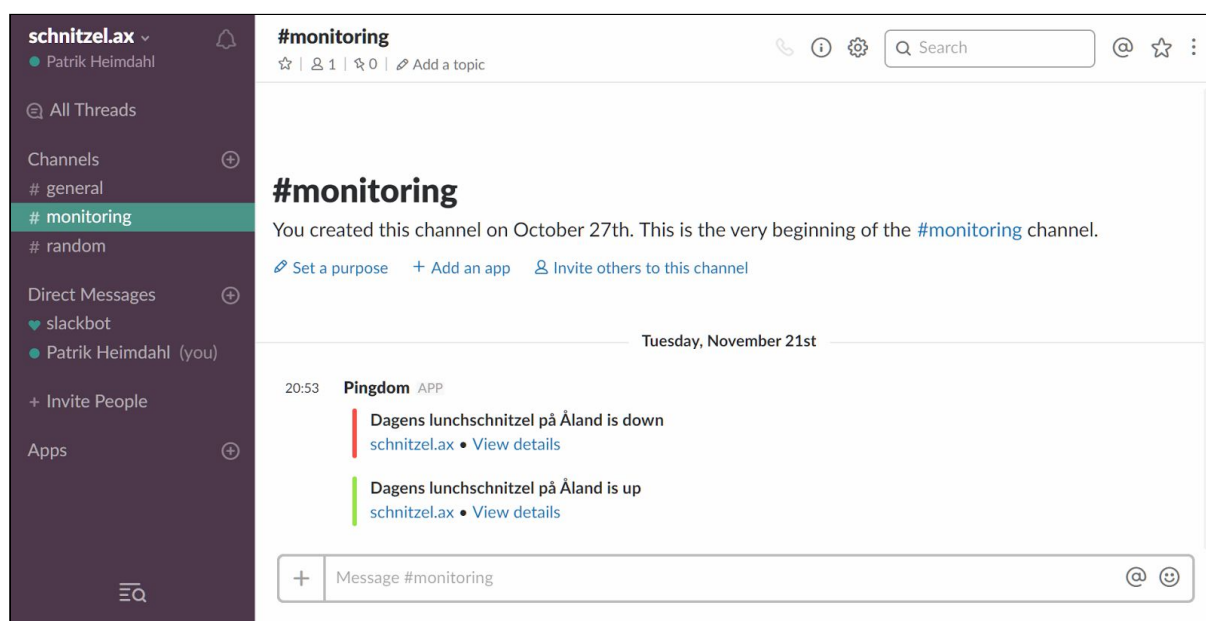 schnitzel.ax
Patrik Heimdahl
All Threads
Channels
# general
# monitoring
# random
Direct Messages
slackbot
Patrik Heimdahl (you)
+ Invite People
Apps
#monitoring
1 | 0 | Add a topic
Search
#monitoring
You created this channel on October 27th. This is the very beginning of the #monitoring channel.
Set a purpose + Add an app Invite others to this channel
Tuesday, November 21st
20:53 Pingdom APP
Dagens lunchschnitzel på Åland is down
schnitzel.ax • View details
Dagens lunchschnitzel på Åland is up
schnitzel.ax • View details
+ Message #monitoring @